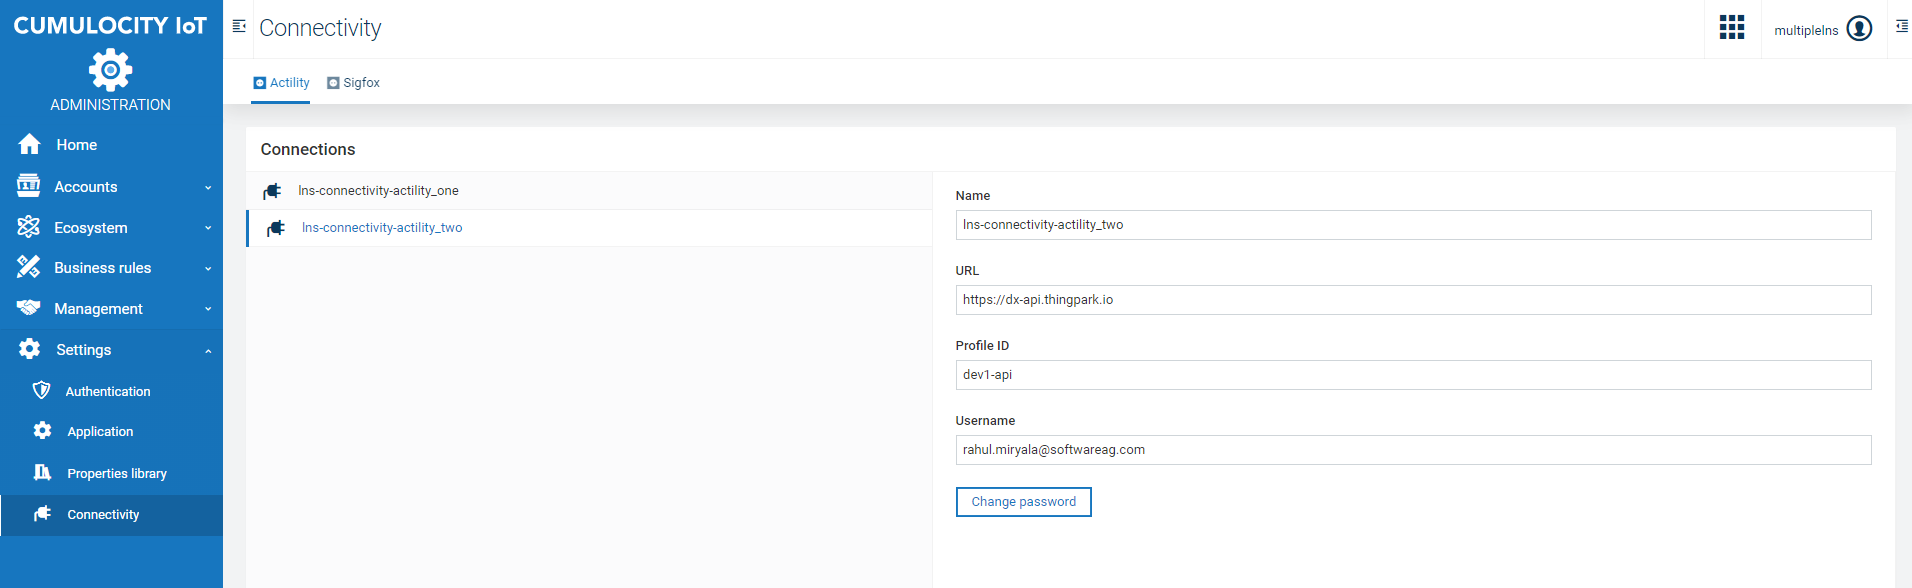 CUMULOCITY IoT
ADMINISTRATION
Home
Accounts
Ecosystem
Business rules
Management
Settings
Authentication
Application
Properties library
Connectivity
Connectivity
multiplelns
Actility
Sigfox
Connections
lns-connectivity-actility_one
lns-connectivity-actility_two
Name
lns-connectivity-actility_two
URL
https://dx-api.thingpark.io
Profile ID
dev1-api
Username
rahul.miryala@softwareag.com
Change password